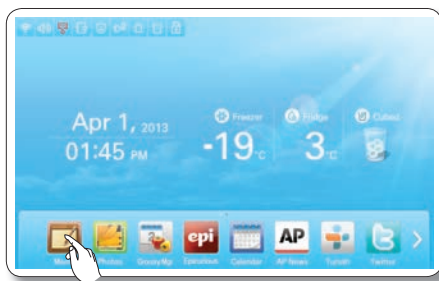 Freezer Fridge Cubed
Apr 1, 2013
-19°C 3°C
01:45 PM
epi AP
Photos Epicurious Calendar AP News TuneIn Twitter